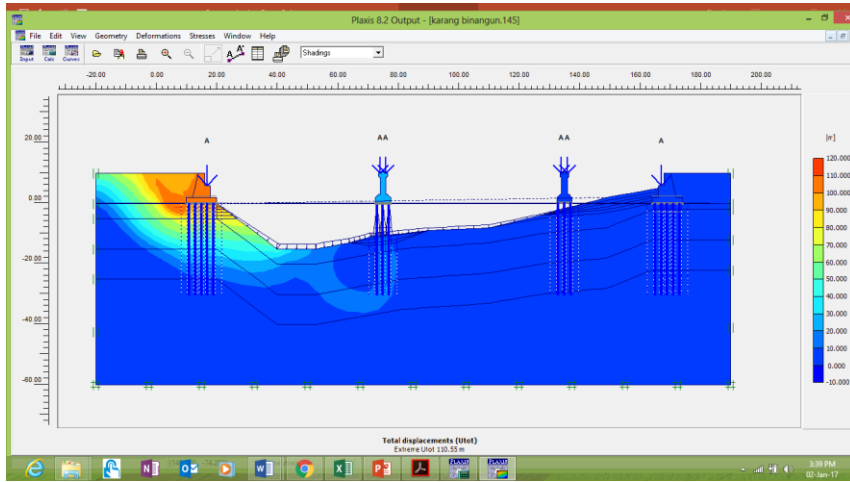 Plaxis 8.2 Output - [karang binangun.145]
File Edit View Geometry Deformations Stresses Window Help
Input Calc Curves Shadings
-20.00 0.00 20.00 40.00 60.00 80.00 100.00 120.00 140.00 160.00 180.00 200.00
20.00
0.00
-20.00
-40.00
-60.00
A A A A A A
[m]
120.000
110.000
100.000
90.000
80.000
70.000
60.000
50.000
40.000
30.000
20.000
10.000
0.000
-10.000
Total displacements (Utot)
Extreme Utot 110.55 m
3:39 PM
02-Jan-17